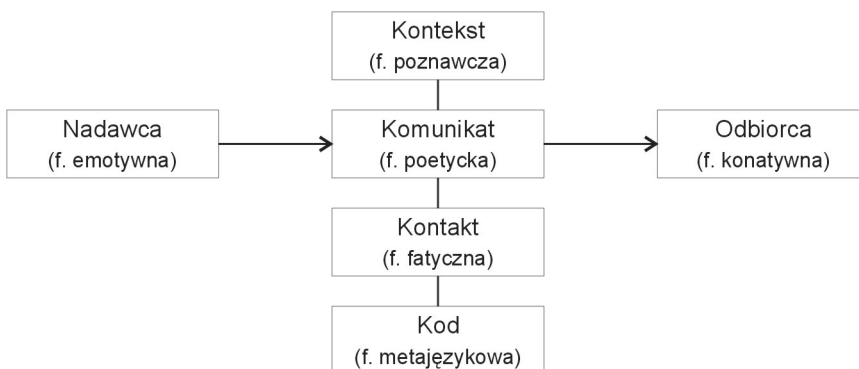 Kontekst
(f. poznawcza)
Nadawca
(f. emotywna)
Komunikat
(f. poetycka)
Odbiorca
(f. konatywna)
Kontakt
(f. fatyczna)
Kod
(f. metajęzykowa)